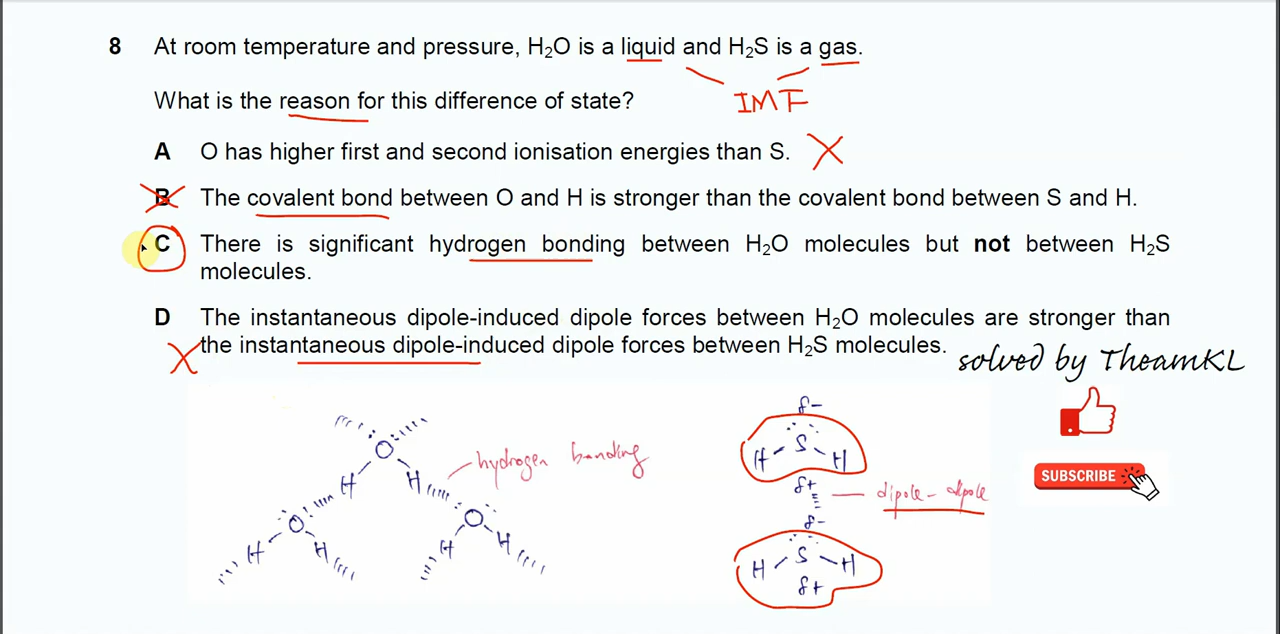 8 At room temperature and pressure, H₂O is a liquid and H₂S is a gas.
IMF
What is the reason for this difference of state?
A O has higher first and second ionisation energies than S.
B The covalent bond between O and H is stronger than the covalent bond between S and H.
C There is significant hydrogen bonding between H₂O molecules but not between H₂S
molecules.
D The instantaneous dipole-induced dipole forces between H₂O molecules are stronger than
the instantaneous dipole-induced dipole forces between H₂S molecules.
solved by TheamKL
SUBSCRIBE
O
H H
hydrogen bonding
O
H H
O
H H
δ−
S
H H
δ+
dipole - dipole
δ−
S
H H
δ+